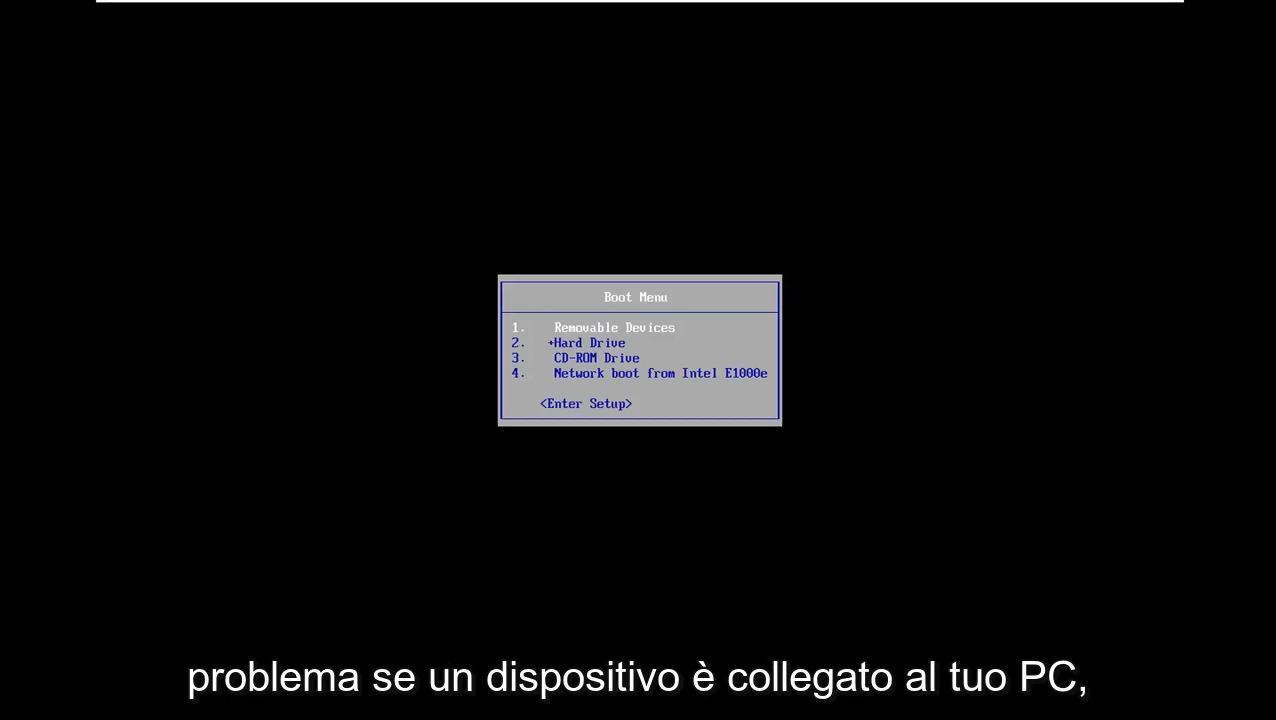 Boot Menu
1. Removable Devices
2. +Hard Drive
3. CD-ROM Drive
4. Network boot from Intel E1000e
<Enter Setup>
problema se un dispositivo è collegato al tuo PC,